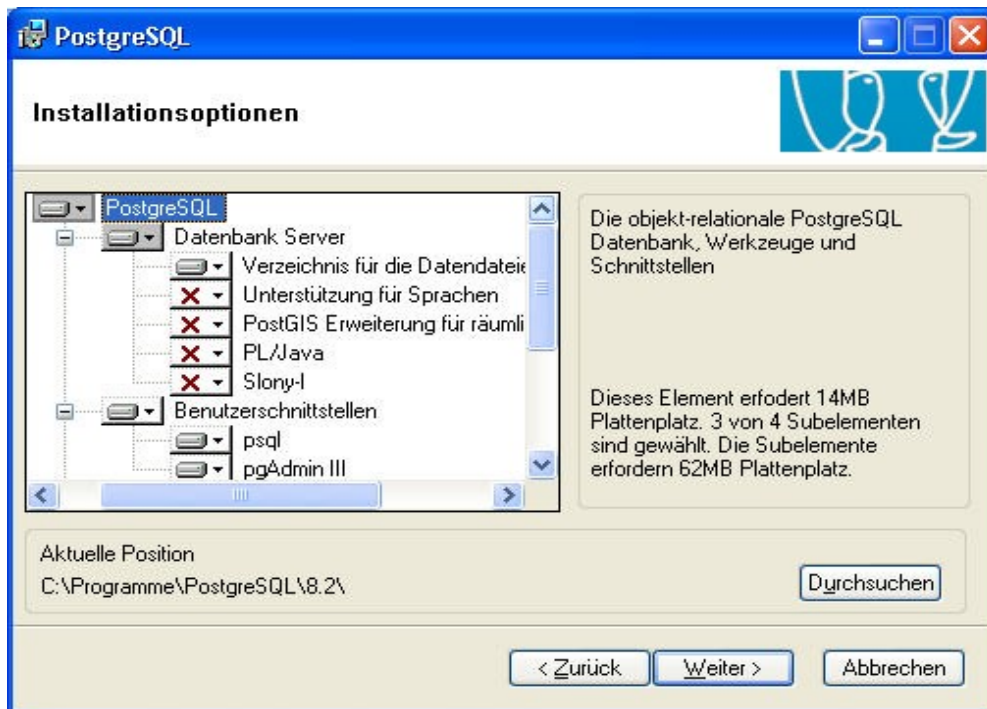 PostgreSQL
Installationsoptionen
PostgreSQL
Datenbank Server
Verzeichnis für die Datendateie
Unterstützung für Sprachen
PostGIS Erweiterung für räumli
PL/Java
Slony-I
Benutzerschnittstellen
psql
pgAdmin III
Die objekt-relationale PostgreSQL
Datenbank, Werkzeuge und
Schnittstellen
Dieses Element erfodert 14MB
Plattenplatz. 3 von 4 Subelementen
sind gewählt. Die Subelemente
erfordern 62MB Plattenplatz.
Aktuelle Position
C:\Programme\PostgreSQL\8.2\
Durchsuchen
< Zurück
Weiter >
Abbrechen